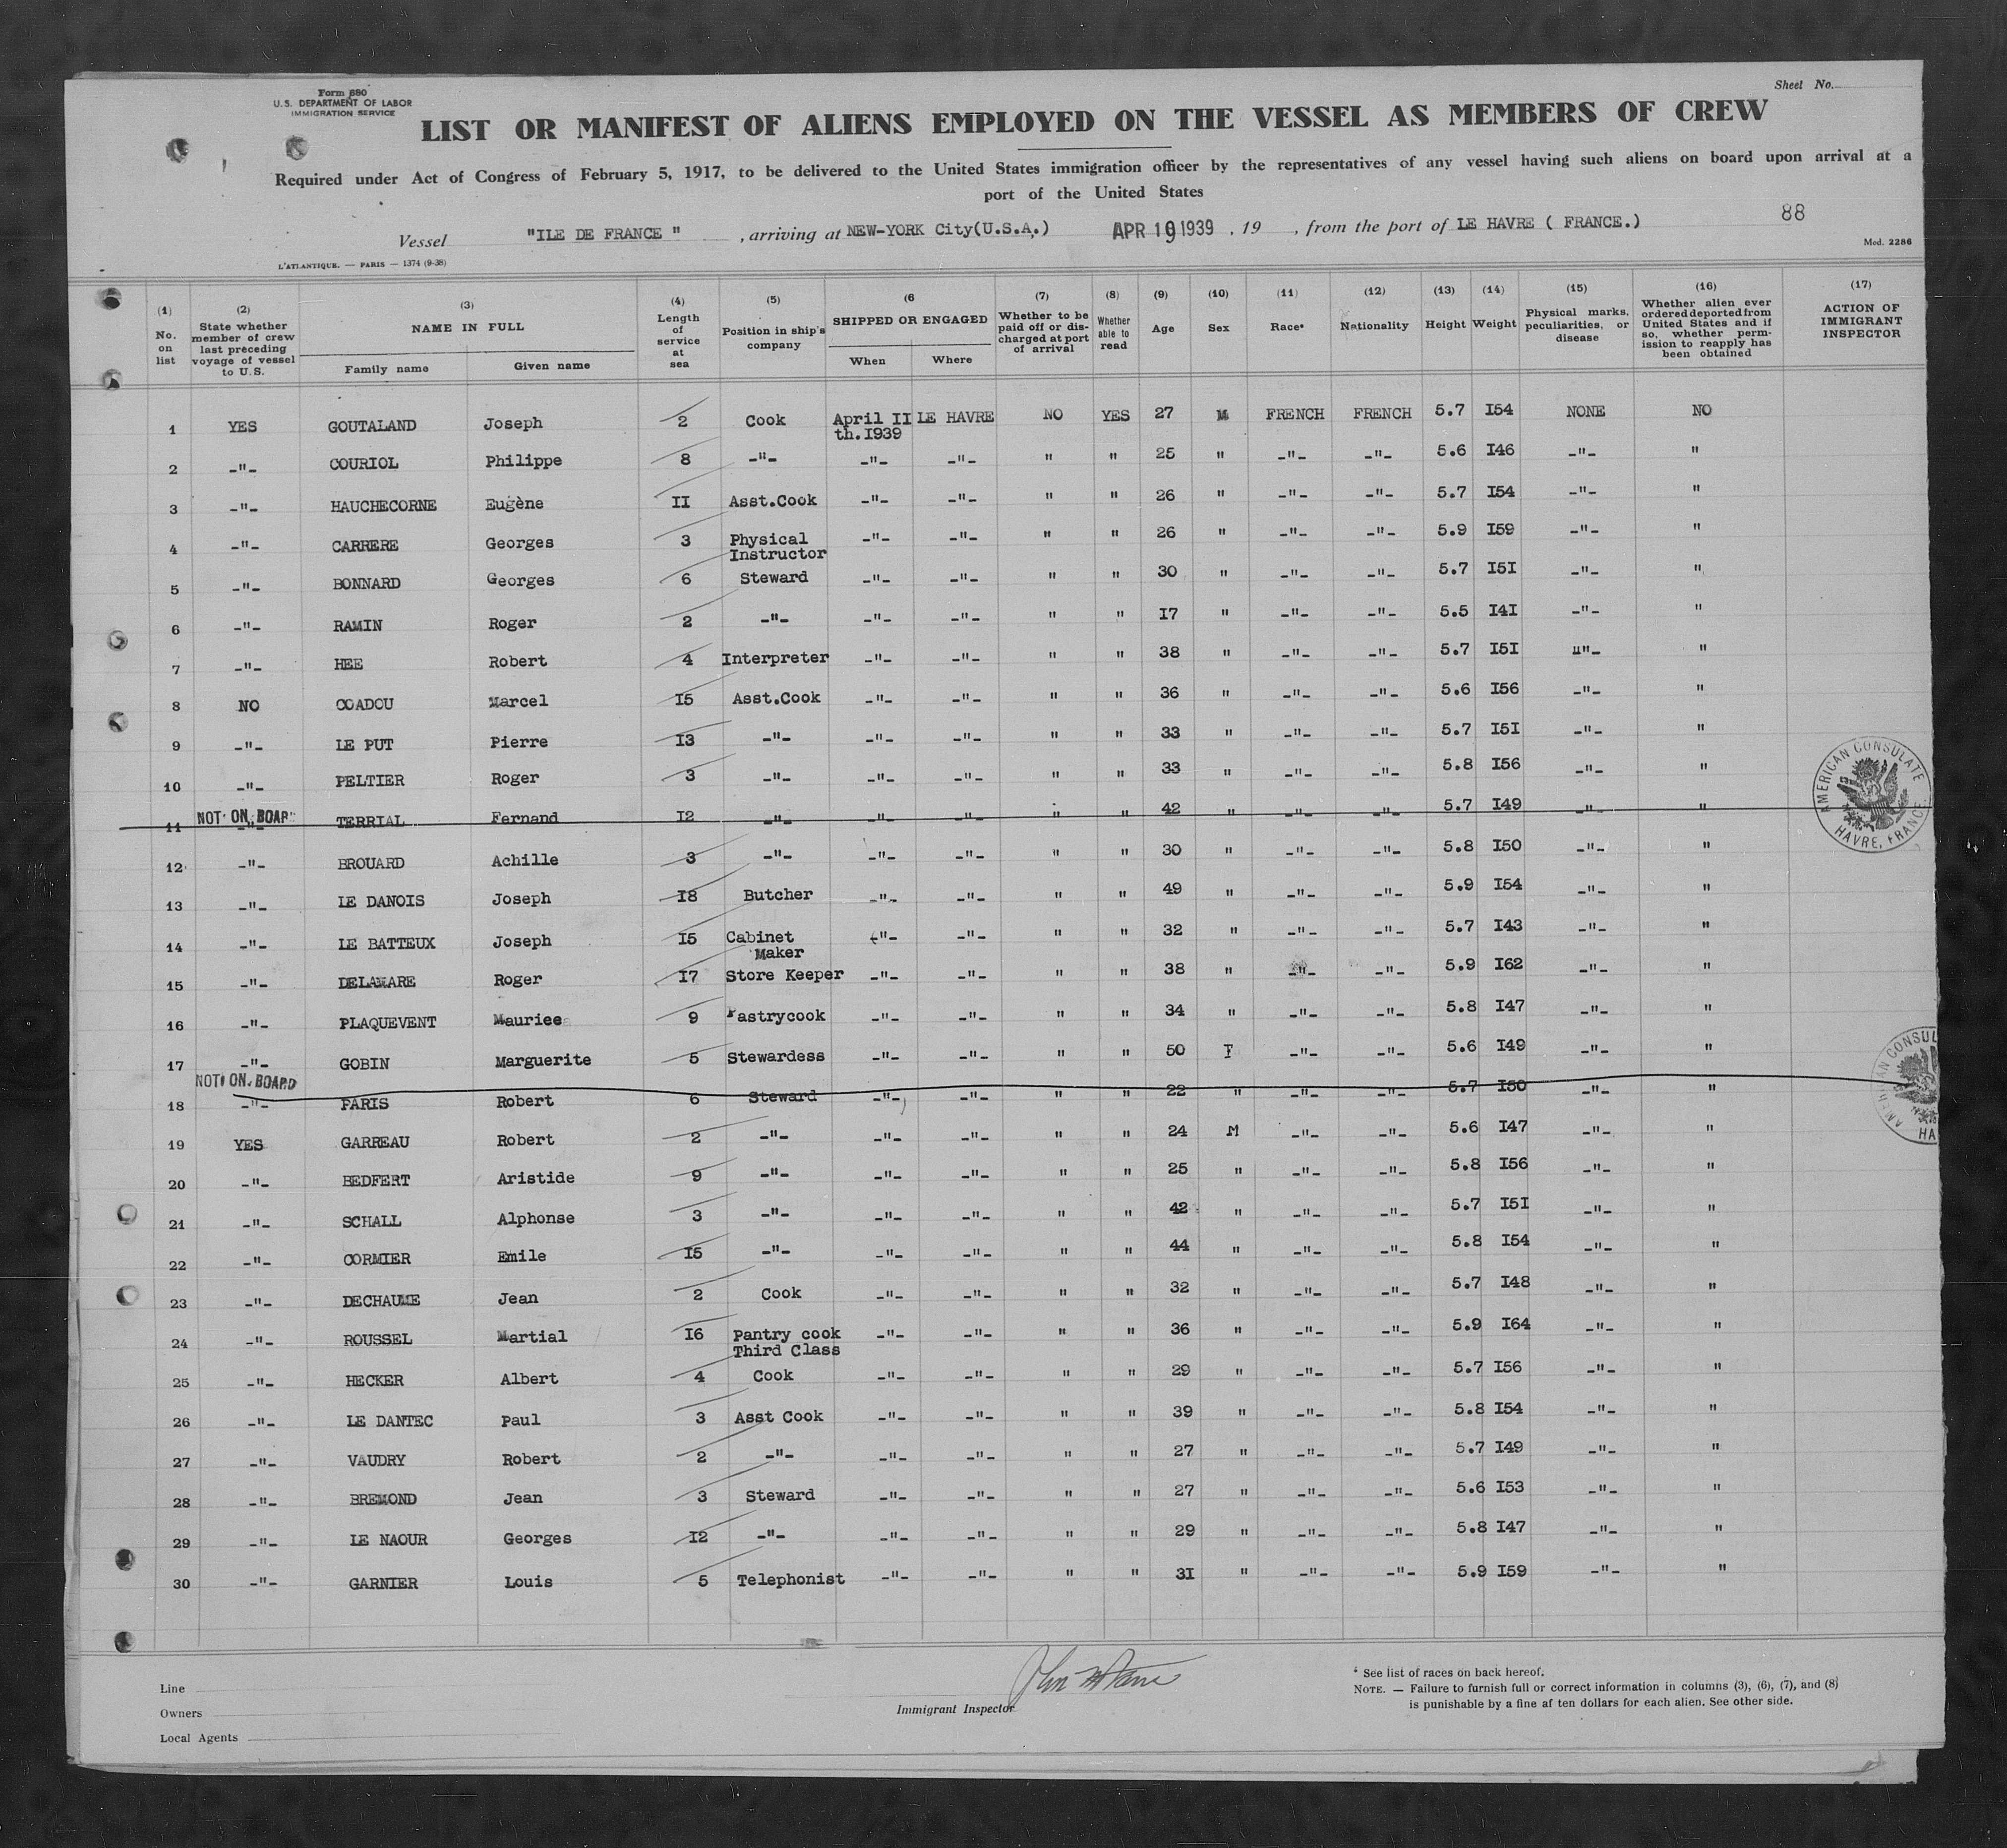 Form 680
U.S. DEPARTMENT OF LABOR
IMMIGRATION SERVICE
Sheet No.
LIST OR MANIFEST OF ALIENS EMPLOYED ON THE VESSEL AS MEMBERS OF CREW
Required under Act of Congress of February 5, 1917, to be delivered to the United States immigration officer by the representatives of any vessel having such aliens on board upon arrival at a
port of the United States
88
Vessel "ILE DE FRANCE " , arriving at NEW-YORK City(U.S.A.) APR 19 1939 , 19 , from the port of LE HAVRE ( FRANCE.)
L'ATLANTIQUE. — PARIS — 1374 (9-38)
Mod. 2286
(1) No. on list
(2) State whether member of crew last preceding voyage of vessel to U.S.
(3) NAME IN FULL Family name Given name
(4) Length of service at sea
(5) Position in ship's company
(6 SHIPPED OR ENGAGED When Where
(7) Whether to be paid off or discharged at port of arrival
(8) Whether able to read
(9) Age
(10) Sex
(11) Race*
(12) Nationality
(13) Height
(14) Weight
(15) Physical marks, peculiarities, or disease
(16) Whether alien ever ordered deported from United States and if so, whether permission to reapply has been obtained
(17) ACTION OF IMMIGRANT INSPECTOR
1 YES GOUTALAND Joseph 2 Cook April II th.I939 LE HAVRE NO YES 27 M FRENCH FRENCH 5.7 I54 NONE NO
2 -"- COURIOL Philippe 8 -"- -"- -"- " " 25 " -"- -"- 5.6 I46 -"- "
3 -"- HAUCHECORNE Eugène II Asst.Cook -"- -"- " " 26 " -"- -"- 5.7 I54 -"- "
4 -"- CARRERE Georges 3 Physical Instructor -"- -"- " " 26 " -"- -"- 5.9 I59 -"- "
5 -"- BONNARD Georges 6 Steward -"- -"- " " 30 " -"- -"- 5.7 I5I -"- "
6 -"- RAMIN Roger 2 -"- -"- -"- " " I7 " -"- -"- 5.5 I4I -"- "
7 -"- HEE Robert 4 Interpreter -"- -"- " " 38 " -"- -"- 5.7 I5I ""- "
8 NO COADOU Marcel I5 Asst.Cook -"- -"- " " 36 " -"- -"- 5.6 I56 -"- "
9 -"- LE PUT Pierre I3 -"- -"- -"- " " 33 " -"- -"- 5.7 I5I -"- "
10 -"- PELTIER Roger 3 -"- -"- -"- " " 33 " -"- -"- 5.8 I56 -"- "
11 NOT ON BOARD -"- TERRIAL Fernand I2 -"- -"- -"- " " 42 " -"- -"- 5.7 I49 -"- "
12 -"- BROUARD Achille 3 -"- -"- -"- " " 30 " -"- -"- 5.8 I50 -"- "
13 -"- LE DANOIS Joseph I8 Butcher -"- -"- " " 49 " -"- -"- 5.9 I54 -"- "
14 -"- LE BATTEUX Joseph I5 Cabinet Maker -"- -"- " " 32 " -"- -"- 5.7 I43 -"- "
15 -"- DELAMARE Roger I7 Store Keeper -"- -"- " " 38 " -"- -"- 5.9 I62 -"- "
16 -"- PLAQUEVENT Maurice 9 Pastrycook -"- -"- " " 34 " -"- -"- 5.8 I47 -"- "
17 -"- GOBIN Marguerite 5 Stewardess -"- -"- " " 50 F -"- -"- 5.6 I49 -"- "
18 NOT ON BOARD -"- PARIS Robert 6 Steward -"- -"- " " 22 " -"- -"- 5.7 I50 -"- "
19 YES GARREAU Robert 2 -"- -"- -"- " " 24 M -"- -"- 5.6 I47 -"- "
20 -"- BEDFERT Aristide 9 -"- -"- -"- " " 25 " -"- -"- 5.8 I56 -"- "
21 -"- SCHALL Alphonse 3 -"- -"- -"- " " 42 " -"- -"- 5.7 I5I -"- "
22 -"- CORMIER Emile I5 -"- -"- -"- " " 44 " -"- -"- 5.8 I54 -"- "
23 -"- DECHAUME Jean 2 Cook -"- -"- " " 32 " -"- -"- 5.7 I48 -"- "
24 -"- ROUSSEL Martial I6 Pantry cook Third Class -"- -"- " " 36 " -"- -"- 5.9 I64 -"- "
25 -"- HECKER Albert 4 Cook -"- -"- " " 29 " -"- -"- 5.7 I56 -"- "
26 -"- LE DANTEC Paul 3 Asst Cook -"- -"- " " 39 " -"- -"- 5.8 I54 -"- "
27 -"- VAUDRY Robert 2 -"- -"- -"- " " 27 " -"- -"- 5.7 I49 -"- "
28 -"- BREMOND Jean 3 Steward -"- -"- " " 27 " -"- -"- 5.6 I53 -"- "
29 -"- LE NAOUR Georges I2 -"- -"- -"- " " 29 " -"- -"- 5.8 I47 -"- "
30 -"- GARNIER Louis 5 Telephonist -"- -"- " " 3I " -"- -"- 5.9 I59 -"- "
AMERICAN CONSULATE HAVRE, FRANCE
Line
Owners
Local Agents
Immigrant Inspector
* See list of races on back hereof.
NOTE. — Failure to furnish full or correct information in columns (3), (6), (7), and (8)
is punishable by a fine af ten dollars for each alien. See other side.